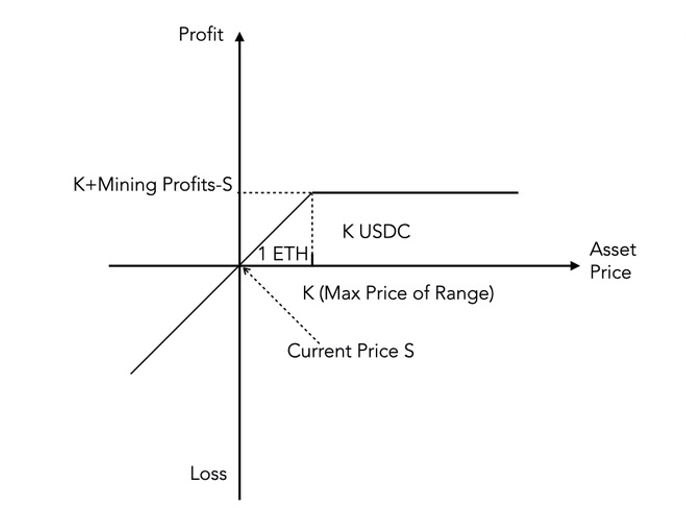 Profit
K+Mining Profits-S
K USDC
1 ETH
Asset
Price
K (Max Price of Range)
Current Price S
Loss